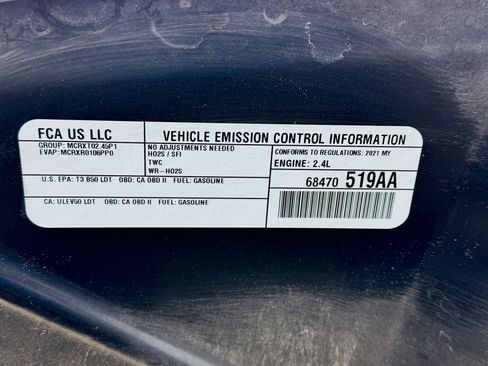 FCA US LLC
GROUP: MCRXT02.45P1
EVAP: MCRXR0106PP0
VEHICLE EMISSION CONTROL INFORMATION
NO ADJUSTMENTS NEEDED
HO2S / SFI
TWC
WR-HO2S
CONFORMS TO REGULATIONS: 2021 MY
ENGINE: 2.4L
68470 519AA
U.S. EPA: T3 B50 LDT OBD: CA OBD II FUEL: GASOLINE
CA: ULEV50 LDT OBD: CA OBD II FUEL: GASOLINE